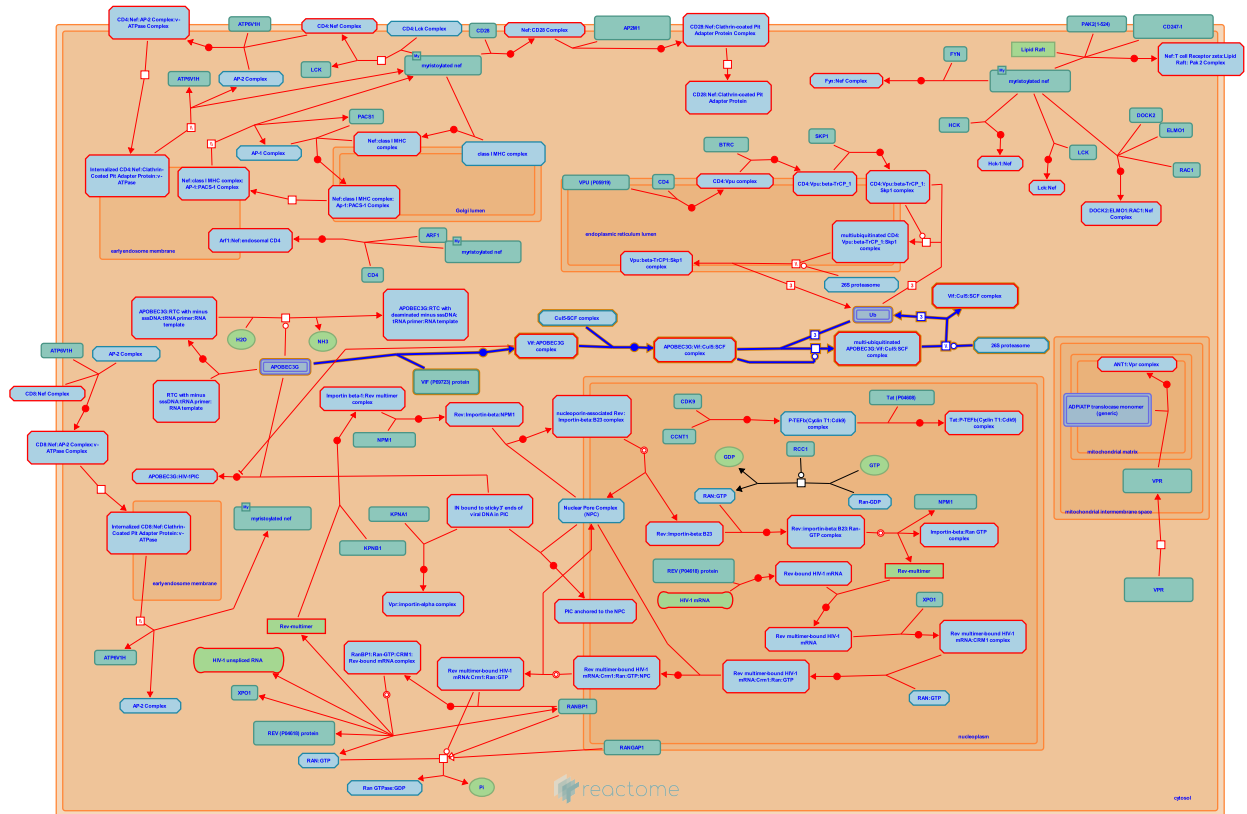 CD4:Nef:AP-2 Complex:v-
ATPase Complex
ATP6V1H
CD4:Nef Complex
CD4:Lck Complex
CD28
Nef:CD28 Complex
AP2M1
CD28:Nef:Clathrin-coated Pit
Adapter Protein Complex
PAK2(1-524)
CD247-1
Lipid Raft
Nef:T cell Receptor zeta:Lipid
Raft: Pak 2 Complex
FYN
Fyn:Nef Complex
My
myristoylated nef
LCK
My
myristoylated nef
ATP6V1H
AP-2 Complex
CD28:Nef:Clathrin-coated Pit
Adapter Protein
PACS1
HCK
Hck-1:Nef
LCK
Lck:Nef
DOCK2
ELMO1
RAC1
DOCK2:ELMO1:RAC1:Nef
Complex
5
5
Nef:class I MHC
complex
AP-1 Complex
class I MHC complex
BTRC
SKP1
Internalized CD4:Nef:Clathrin-
Coated Pit Adapter Protein:v-
ATPase
Nef:class I MHC complex:
AP-1:PACS-1 Complex
Nef:class I MHC complex:
Ap-1:PACS-1 Complex
Golgi lumen
VPU (P05919)
CD4
CD4:Vpu complex
CD4:Vpu:beta-TrCP_1
CD4:Vpu:beta-TrCP_1:
Skp1 complex
early endosome membrane
Arf1:Nef:endosomal CD4
ARF1
My
myristoylated nef
CD4
endoplasmic reticulum lumen
multiubiquitinated CD4:
Vpu:beta-TrCP_1:Skp1
complex
Vpu:beta-TrCP1:Skp1
complex
3
3
26S proteasome
APOBEC3G:RTC with minus
sssDNA:tRNA primer:RNA
template
APOBEC3G:RTC with
deaminated minus sssDNA:
tRNA primer:RNA template
H2O
NH3
Cul5-SCF complex
Ub
3
3
Vif:Cul5:SCF complex
ATP6V1H
AP-2 Complex
APOBEC3G
Vif:APOBEC3G
complex
APOBEC3G:Vif:Cul5:SCF
complex
multi-ubiquitinated
APOBEC3G:Vif:Cul5:SCF
complex
26S proteasome
VIF (P69723) protein
ANT1:Vpr complex
CD8:Nef Complex
RTC with minus
sssDNA:tRNA primer:
RNA template
Importin beta-1:Rev multimer
complex
Rev:Importin-beta:NPM1
nucleoporin-associated Rev:
Importin-beta:B23 complex
CDK9
Tat (P04608)
ADP/ATP translocase monomer
(generic)
CD8:Nef:AP-2 Complex:v-
ATPase Complex
NPM1
CCNT1
P-TEFb(Cyclin T1:Cdk9)
complex
Tat:P-TEFb(Cyclin T1:Cdk9)
complex
mitochondrial matrix
APOBEC3G:HIV-1 PIC
RCC1
GDP
GTP
VPR
RAN:GTP
Ran-GDP
NPM1
mitochondrial intermembrane space
IN bound to sticky 3' ends of
viral DNA in PIC
Nuclear Pore Complex
(NPC)
KPNA1
My
myristoylated nef
Internalized CD8:Nef:Clathrin-
Coated Pit Adapter Protein:v-
ATPase
Rev:Importin-beta:B23
Rev:Importin-beta:B23:Ran-
GTP complex
Importin-beta:Ran GTP
complex
KPNB1
early endosome membrane
REV (P04618) protein
Rev-bound HIV-1 mRNA
Rev-multimer
VPR
Vpr:importin-alpha complex
HIV-1 mRNA
PIC anchored to the NPC
XPO1
5
Rev-multimer
Rev multimer-bound HIV-1
mRNA
Rev multimer-bound HIV-1
mRNA:CRM1 complex
ATP6V1H
HIV-1 unspliced RNA
RanBP1:Ran-GTP:CRM1:
Rev-bound mRNA complex
Rev multimer-bound HIV-1
mRNA:Crm1:Ran:GTP
Rev multimer-bound HIV-1
mRNA:Crm1:Ran:GTP:NPC
Rev multimer-bound HIV-1
mRNA:Crm1:Ran:GTP
XPO1
AP-2 Complex
RANBP1
RAN:GTP
REV (P04618) protein
nucleoplasm
RANGAP1
RAN:GTP
Ran GTPase:GDP
Pi
reactome
cytosol